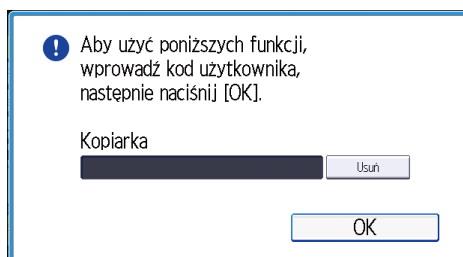 Aby użyć poniższych funkcji,
wprowadź kod użytkownika,
następnie naciśnij [OK].
Kopiarka
Usuń
OK